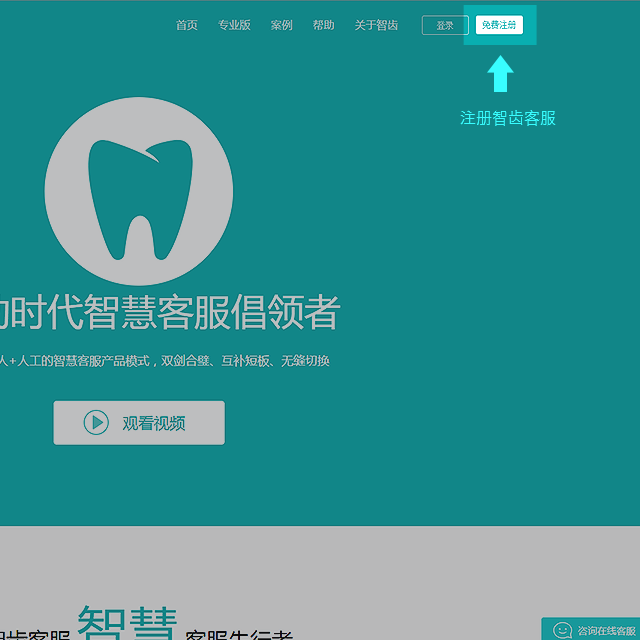 首页 专业版 案例 帮助 关于智齿 登录 免费注册
注册智齿客服
时代智慧客服倡领者
人+人工的智慧客服产品模式，双剑合璧、互补短板、无缝切换
观看视频
齿客服 智慧 客服先行者
咨询在线客服